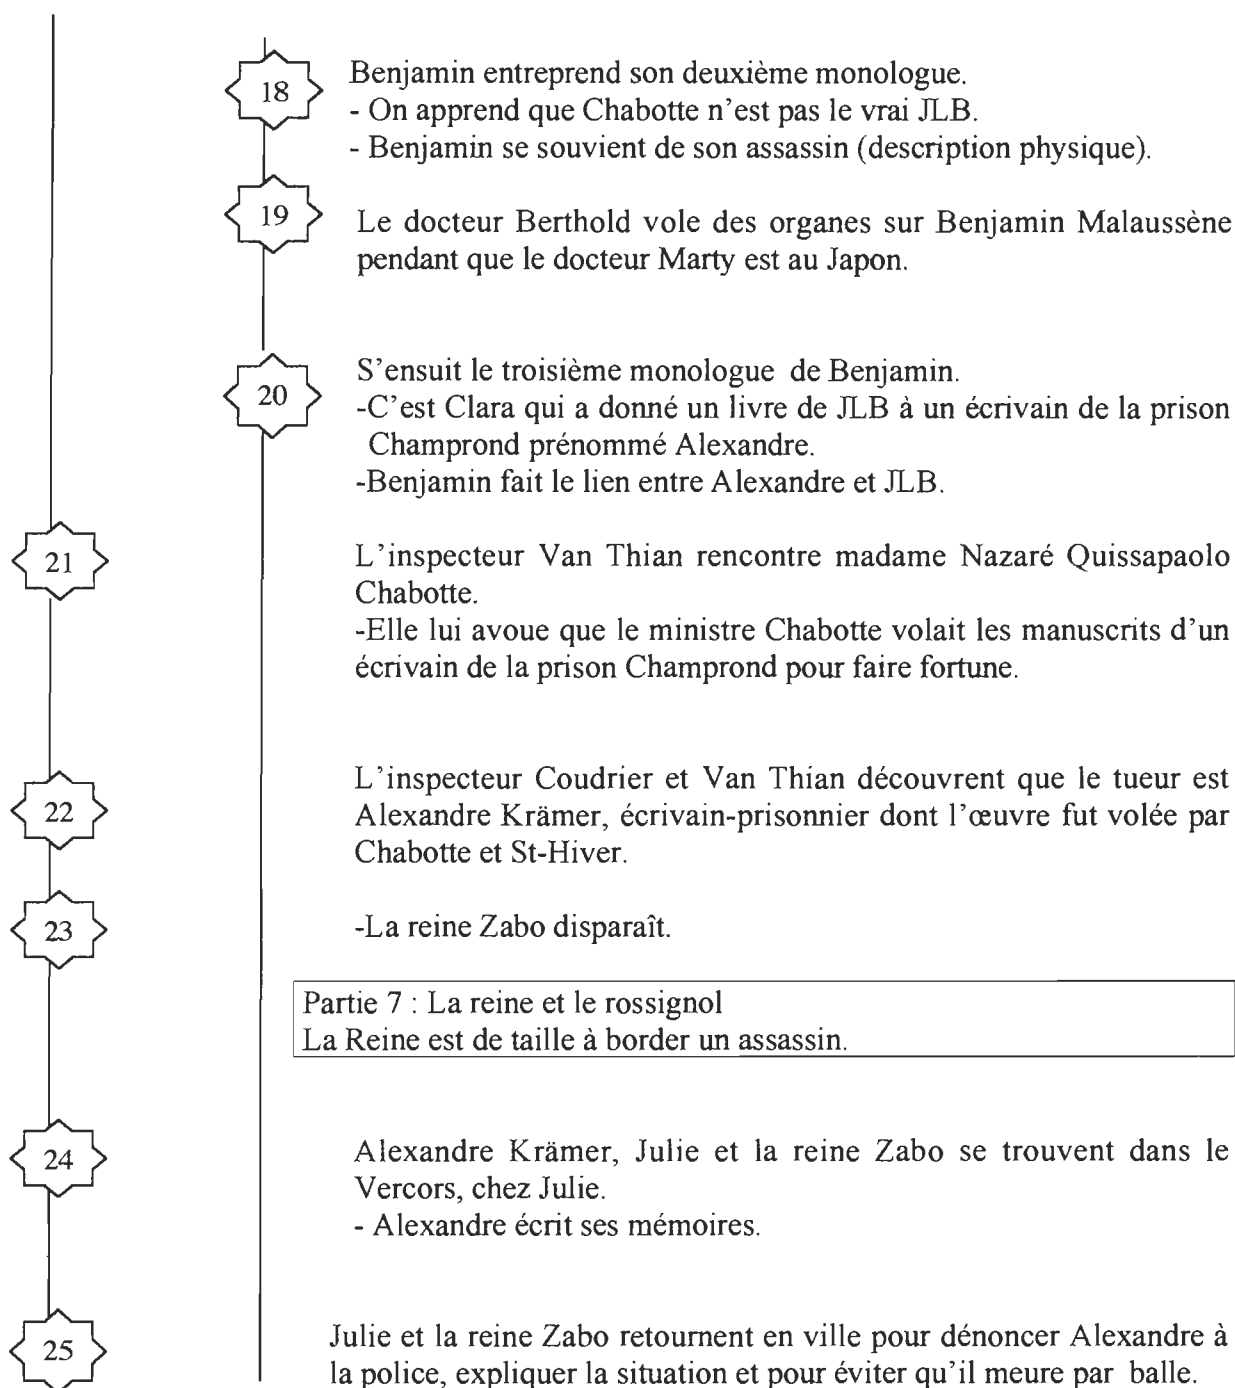 18
Benjamin entreprend son deuxième monologue.
- On apprend que Chabotte n'est pas le vrai JLB.
- Benjamin se souvient de son assassin (description physique).
19
Le docteur Berthold vole des organes sur Benjamin Malaussène
pendant que le docteur Marty est au Japon.
20
S'ensuit le troisième monologue de Benjamin.
-C'est Clara qui a donné un livre de JLB à un écrivain de la prison
Champrond prénommé Alexandre.
-Benjamin fait le lien entre Alexandre et JLB.
21
L'inspecteur Van Thian rencontre madame Nazaré Quissapaolo
Chabotte.
-Elle lui avoue que le ministre Chabotte volait les manuscrits d'un
écrivain de la prison Champrond pour faire fortune.
22
L'inspecteur Coudrier et Van Thian découvrent que le tueur est
Alexandre Krämer, écrivain-prisonnier dont l'œuvre fut volée par
Chabotte et St-Hiver.
23
-La reine Zabo disparaît.
Partie 7 : La reine et le rossignol
La Reine est de taille à border un assassin.
24
Alexandre Krämer, Julie et la reine Zabo se trouvent dans le
Vercors, chez Julie.
- Alexandre écrit ses mémoires.
25
Julie et la reine Zabo retournent en ville pour dénoncer Alexandre à
la police, expliquer la situation et pour éviter qu'il meure par balle.